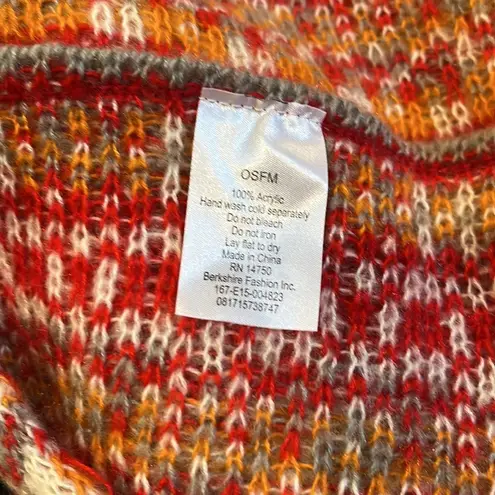 OSFM
100% Acrylic
Hand wash cold separately
Do not bleach
Do not iron
Lay flat to dry
Made in China
RN 14750
Berkshire Fashion Inc.
167-E15-004823
081715738747